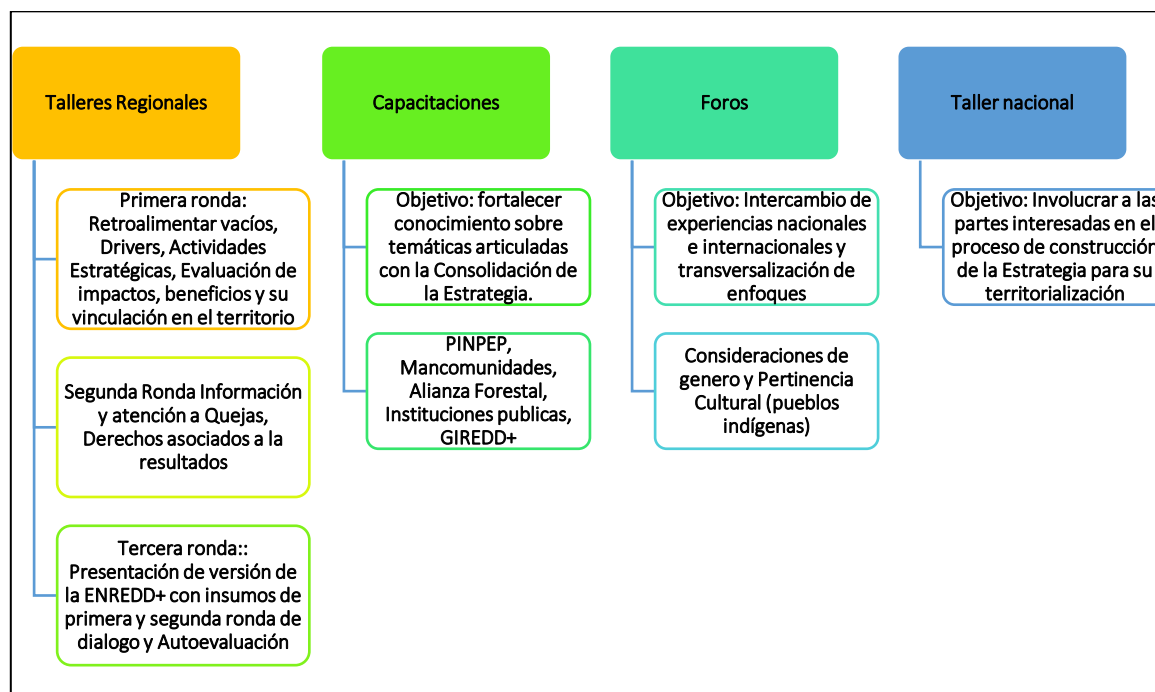 Talleres Regionales
Primera ronda:
Retroalimentar vacíos,
Drivers, Actividades
Estratégicas, Evaluación de
impactos, beneficios y su
vinculación en el territorio
Segunda Ronda Información
y atención a Quejas,
Derechos asociados a la
resultados
Tercera ronda::
Presentación de versión de
la ENREDD+ con insumos de
primera y segunda ronda de
dialogo y Autoevaluación
Capacitaciones
Objetivo: fortalecer
conocimiento sobre
temáticas articuladas
con la Consolidación de
la Estrategia.
PINPEP,
Mancomunidades,
Alianza Forestal,
Instituciones publicas,
GIREDD+
Foros
Objetivo: Intercambio de
experiencias nacionales
e internacionales y
transversalización de
enfoques
Consideraciones de
genero y Pertinencia
Cultural (pueblos
indígenas)
Taller nacional
Objetivo: Involucrar a las
partes interesadas en el
proceso de construcción
de la Estrategia para su
territorialización